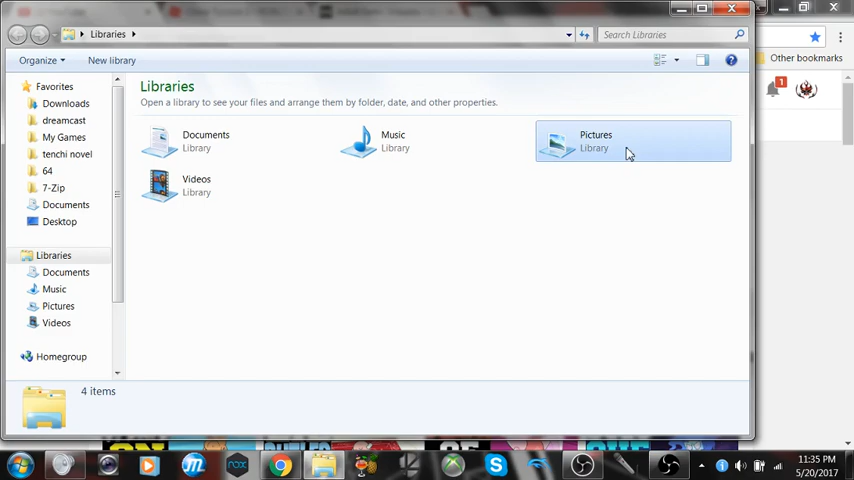 Libraries
Search Libraries
Organize
New library
Other bookmarks
1
Favorites
Downloads
dreamcast
My Games
tenchi novel
64
7-Zip
Documents
Desktop
Libraries
Documents
Music
Pictures
Videos
Homegroup
Libraries
Open a library to see your files and arrange them by folder, date, and other properties.
Documents
Library
Music
Library
Pictures
Library
Videos
Library
4 items
nox
11:35 PM
5/20/2017